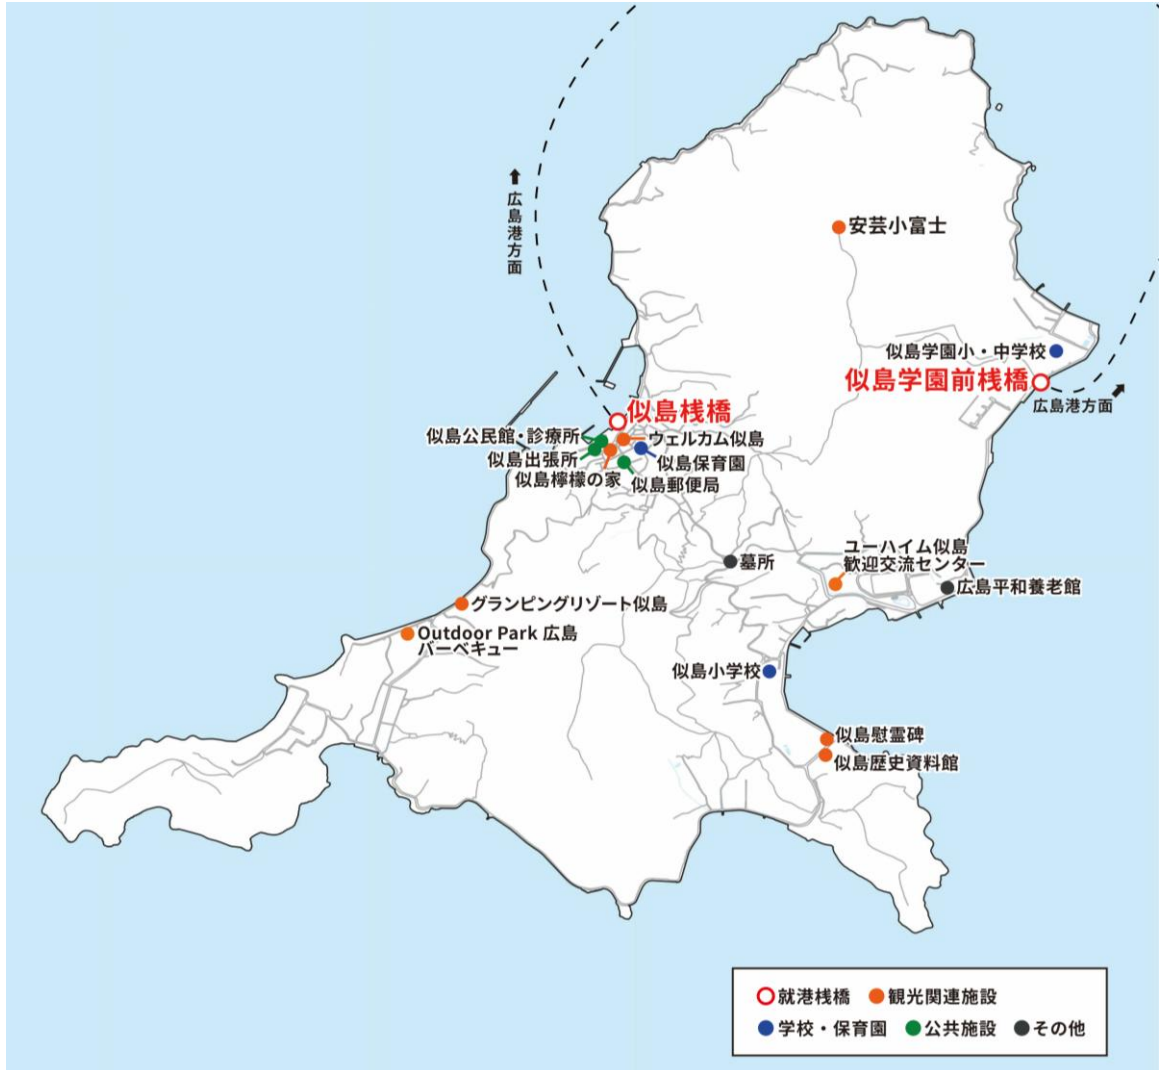 広島港方面
安芸小富士
似島学園小・中学校
似島学園前桟橋
広島港方面
似島桟橋
似島公民館・診療所
ウェルカム似島
似島出張所
似島保育園
似島檸檬の家
似島郵便局
墓所
ユーハイム似島
歓迎交流センター
広島平和養老館
グランピングリゾート似島
Outdoor Park 広島
バーベキュー
似島小学校
似島慰霊碑
似島歴史資料館
就港桟橋
観光関連施設
学校・保育園
公共施設
その他